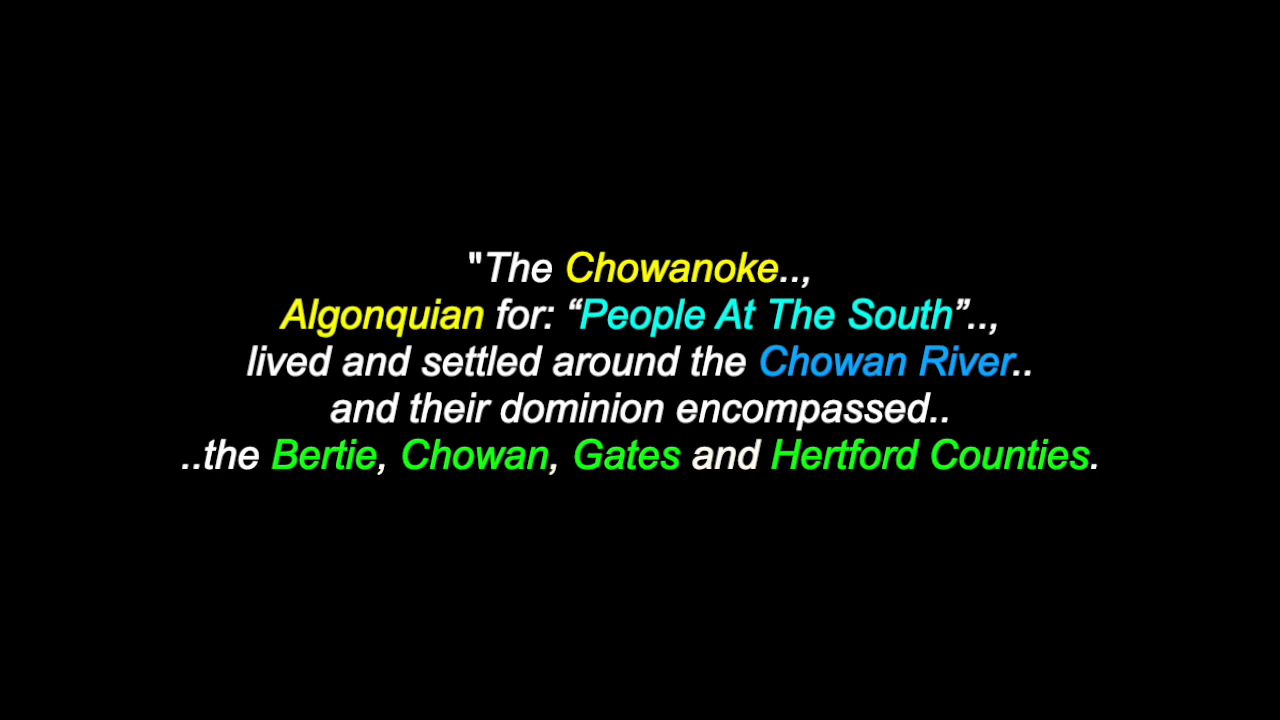 "The Chowanoke..,
Algonquian for: “People At The South”..,
lived and settled around the Chowan River..
and their dominion encompassed..
..the Bertie, Chowan, Gates and Hertford Counties.